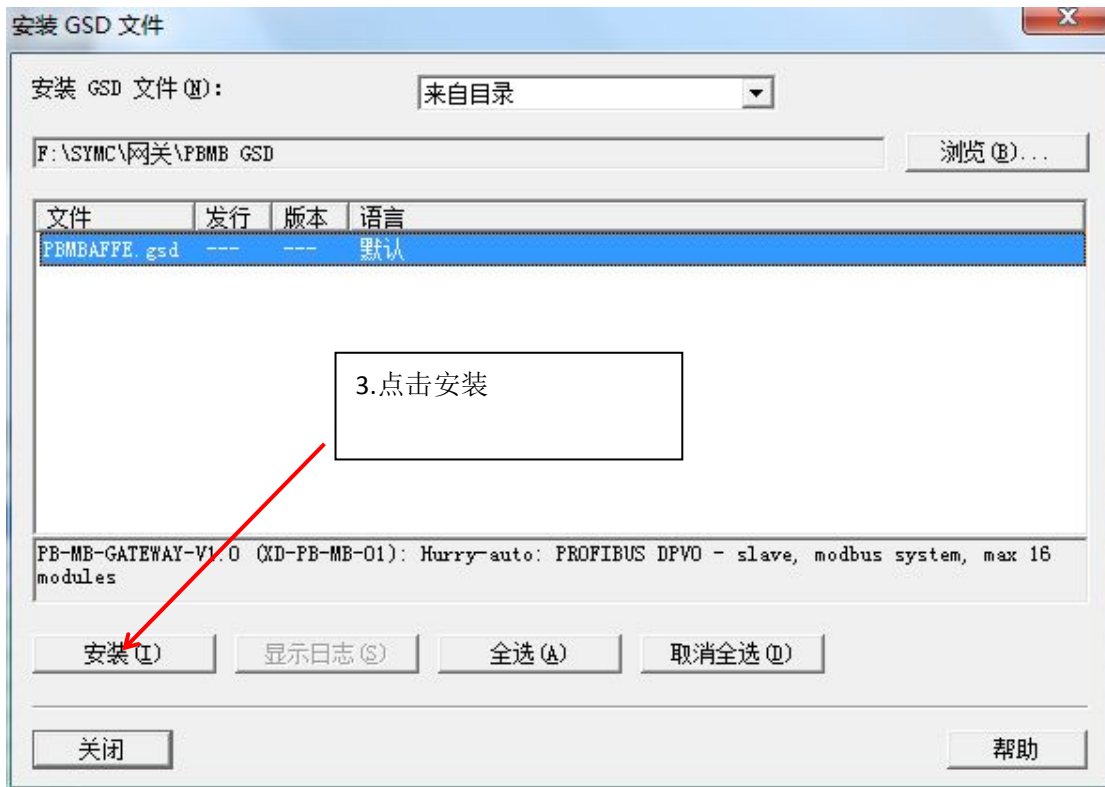 安装 GSD 文件
安装 GSD 文件(N):
来自目录
F:\SYMC\网关\PBMB GSD
浏览(B)...
文件 发行 版本 语言
PBMBAFFE.gsd --- --- 默认
3.点击安装
PB-MB-GATEWAY-V1.0 (XD-PB-MB-01): Hurry-auto: PROFIBUS DPV0 - slave, modbus system, max 16
modules
安装(I) 显示日志(S) 全选(A) 取消全选(D)
关闭 帮助